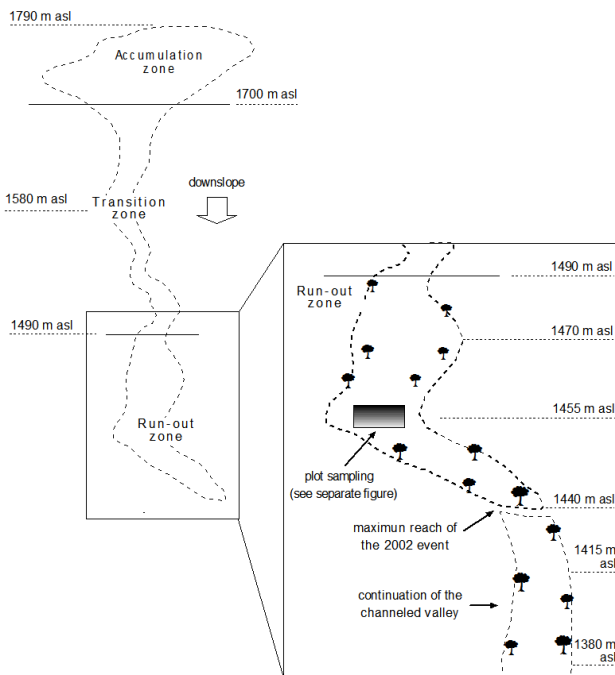 1790 m asl
Accumulation
zone
1700 m asl
1580 m asl
Transition
zone
downslope
1490 m asl
Run-out
zone
Run-out
zone
1490 m asl
1470 m asl
1455 m asl
plot sampling
(see separate figure)
1440 m asl
maximun reach of
the 2002 event
1415 m
asl
continuation of the
channeled valley
1380 m
asl